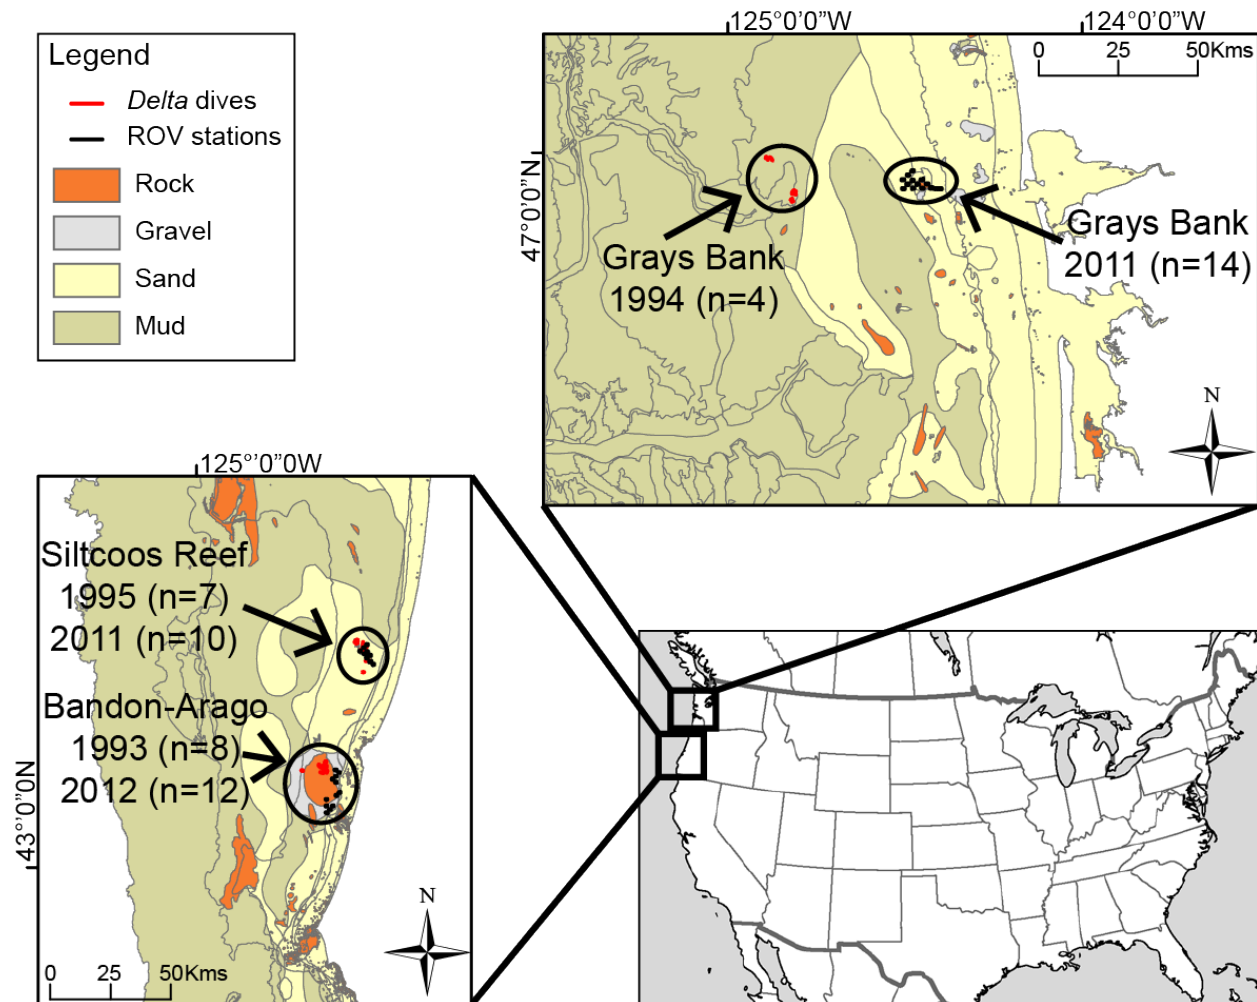 Legend
Delta dives
ROV stations
Rock
Gravel
Sand
Mud
125°0'0"W
124°0'0"W
0 25 50Kms
47°0'0"N
Grays Bank
1994 (n=4)
Grays Bank
2011 (n=14)
N
125°'0"0W
Siltcoos Reef
1995 (n=7)
2011 (n=10)
Bandon-Arago
1993 (n=8)
2012 (n=12)
43°'0"0N
N
0 25 50Kms